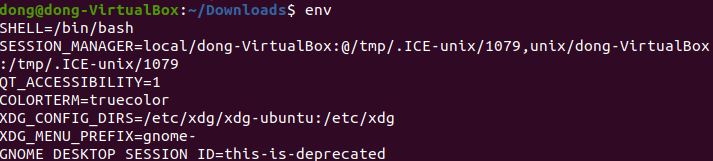 dong@dong-VirtualBox:~/Downloads$ env
SHELL=/bin/bash
SESSION_MANAGER=local/dong-VirtualBox:@/tmp/.ICE-unix/1079,unix/dong-VirtualBox
:/tmp/.ICE-unix/1079
QT_ACCESSIBILITY=1
COLORTERM=truecolor
XDG_CONFIG_DIRS=/etc/xdg/xdg-ubuntu:/etc/xdg
XDG_MENU_PREFIX=gnome-
GNOME_DESKTOP_SESSION_ID=this-is-deprecated